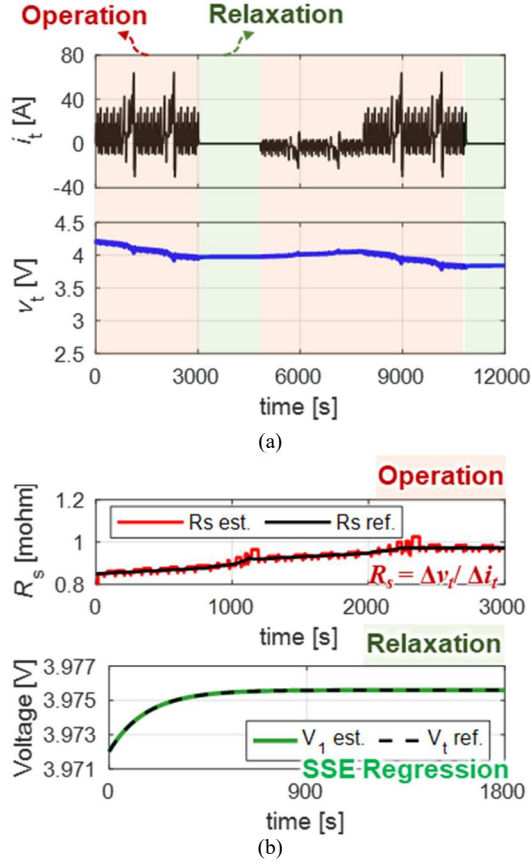 Operation Relaxation
80
40
0
-40
i_t [A]
4.5
4
3.5
3
2.5
v_t [V]
0 3000 6000 9000 12000
time [s]
(a)
Operation
1.2
1
0.8
R_s [mohm]
Rs est. Rs ref.
R_s = Δv_t / Δi_t
0 1000 2000 3000
time [s]
Relaxation
3.977
3.975
3.973
3.971
Voltage [V]
V_1 est. V_t ref.
SSE Regression
0 900 1800
time [s]
(b)